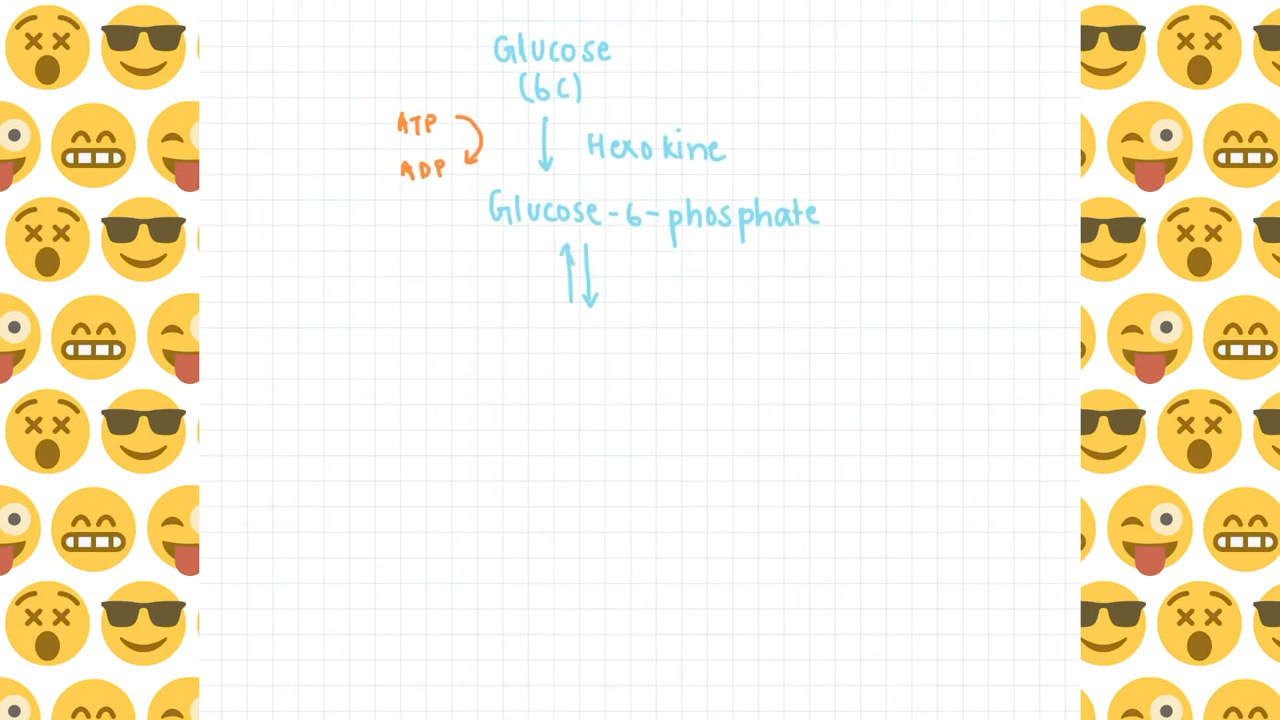 Glucose
(6C)
ATP
Hexokine
ADP
Glucose-6-phosphate